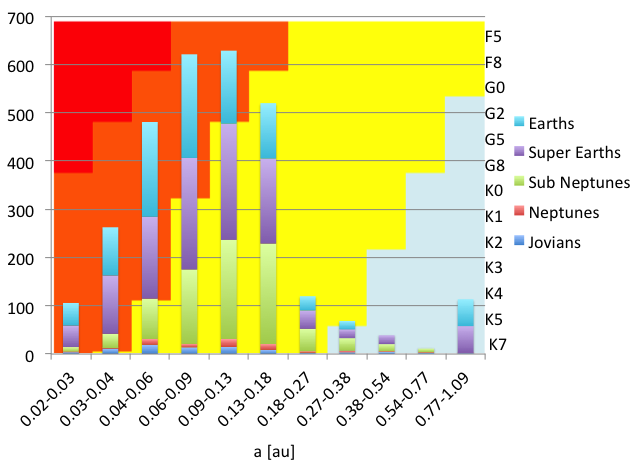 700
600
500
400
300
200
100
0
F5
F8
G0
G2
G5
G8
K0
K1
K2
K3
K4
K5
K7
Earths
Super Earths
Sub Neptunes
Neptunes
Jovians
0.02-0.03
0.03-0.04
0.04-0.06
0.06-0.09
0.09-0.13
0.13-0.18
0.18-0.27
0.27-0.38
0.38-0.54
0.54-0.77
0.77-1.09
a [au]